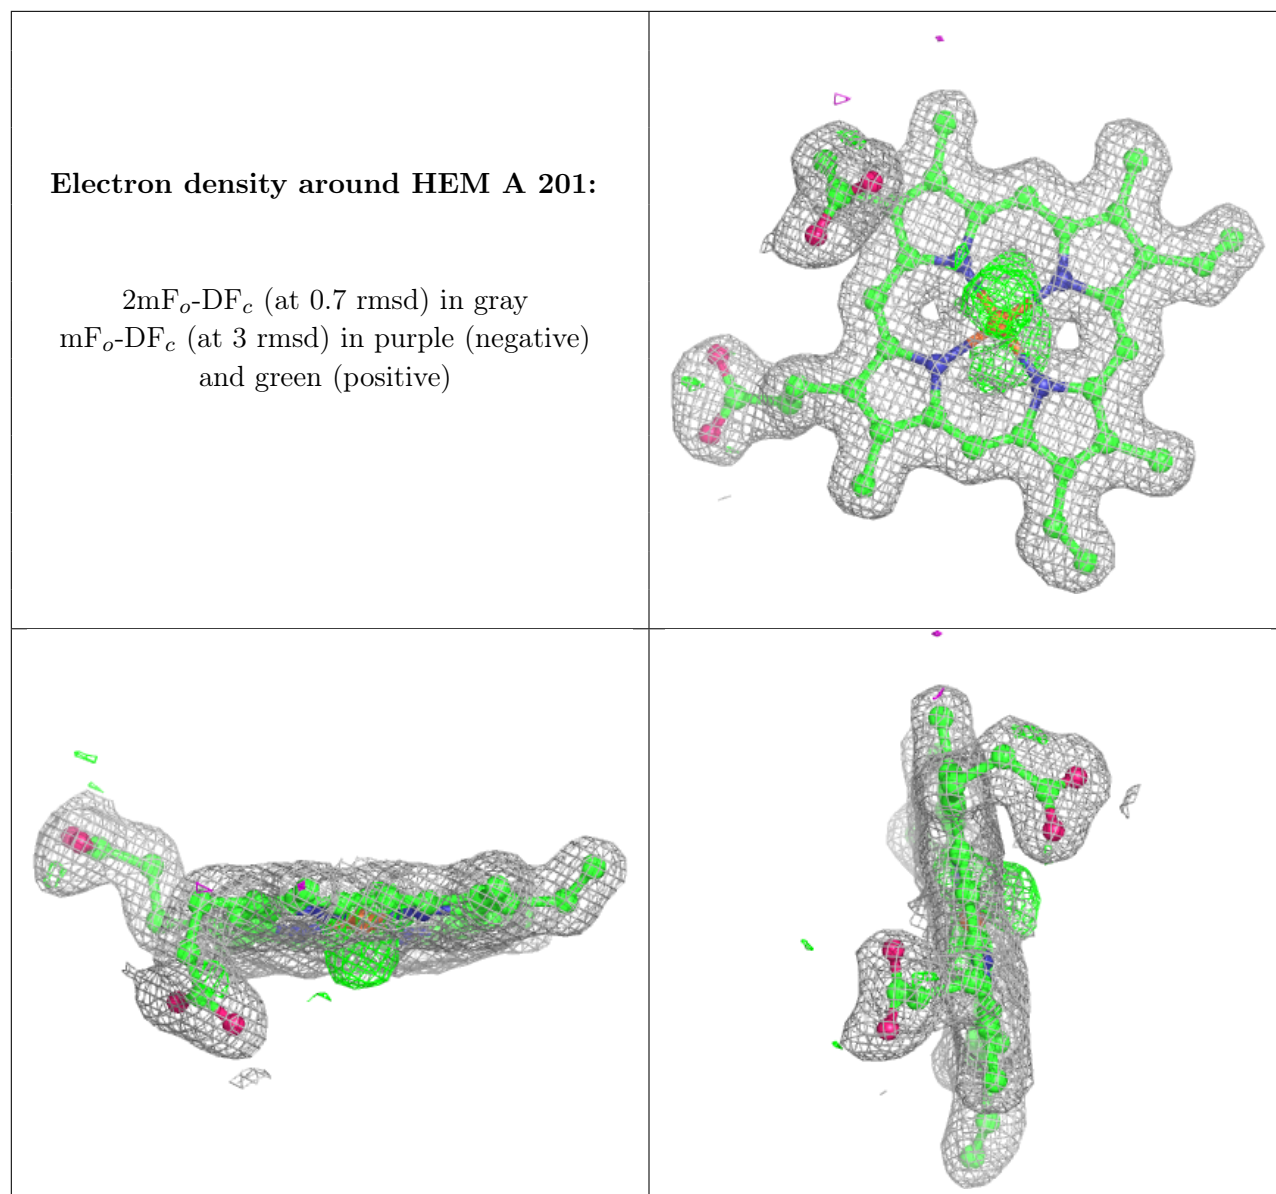 Electron density around HEM A 201:
2mFo-DFc (at 0.7 rmsd) in gray
mFo-DFc (at 3 rmsd) in purple (negative)
and green (positive)